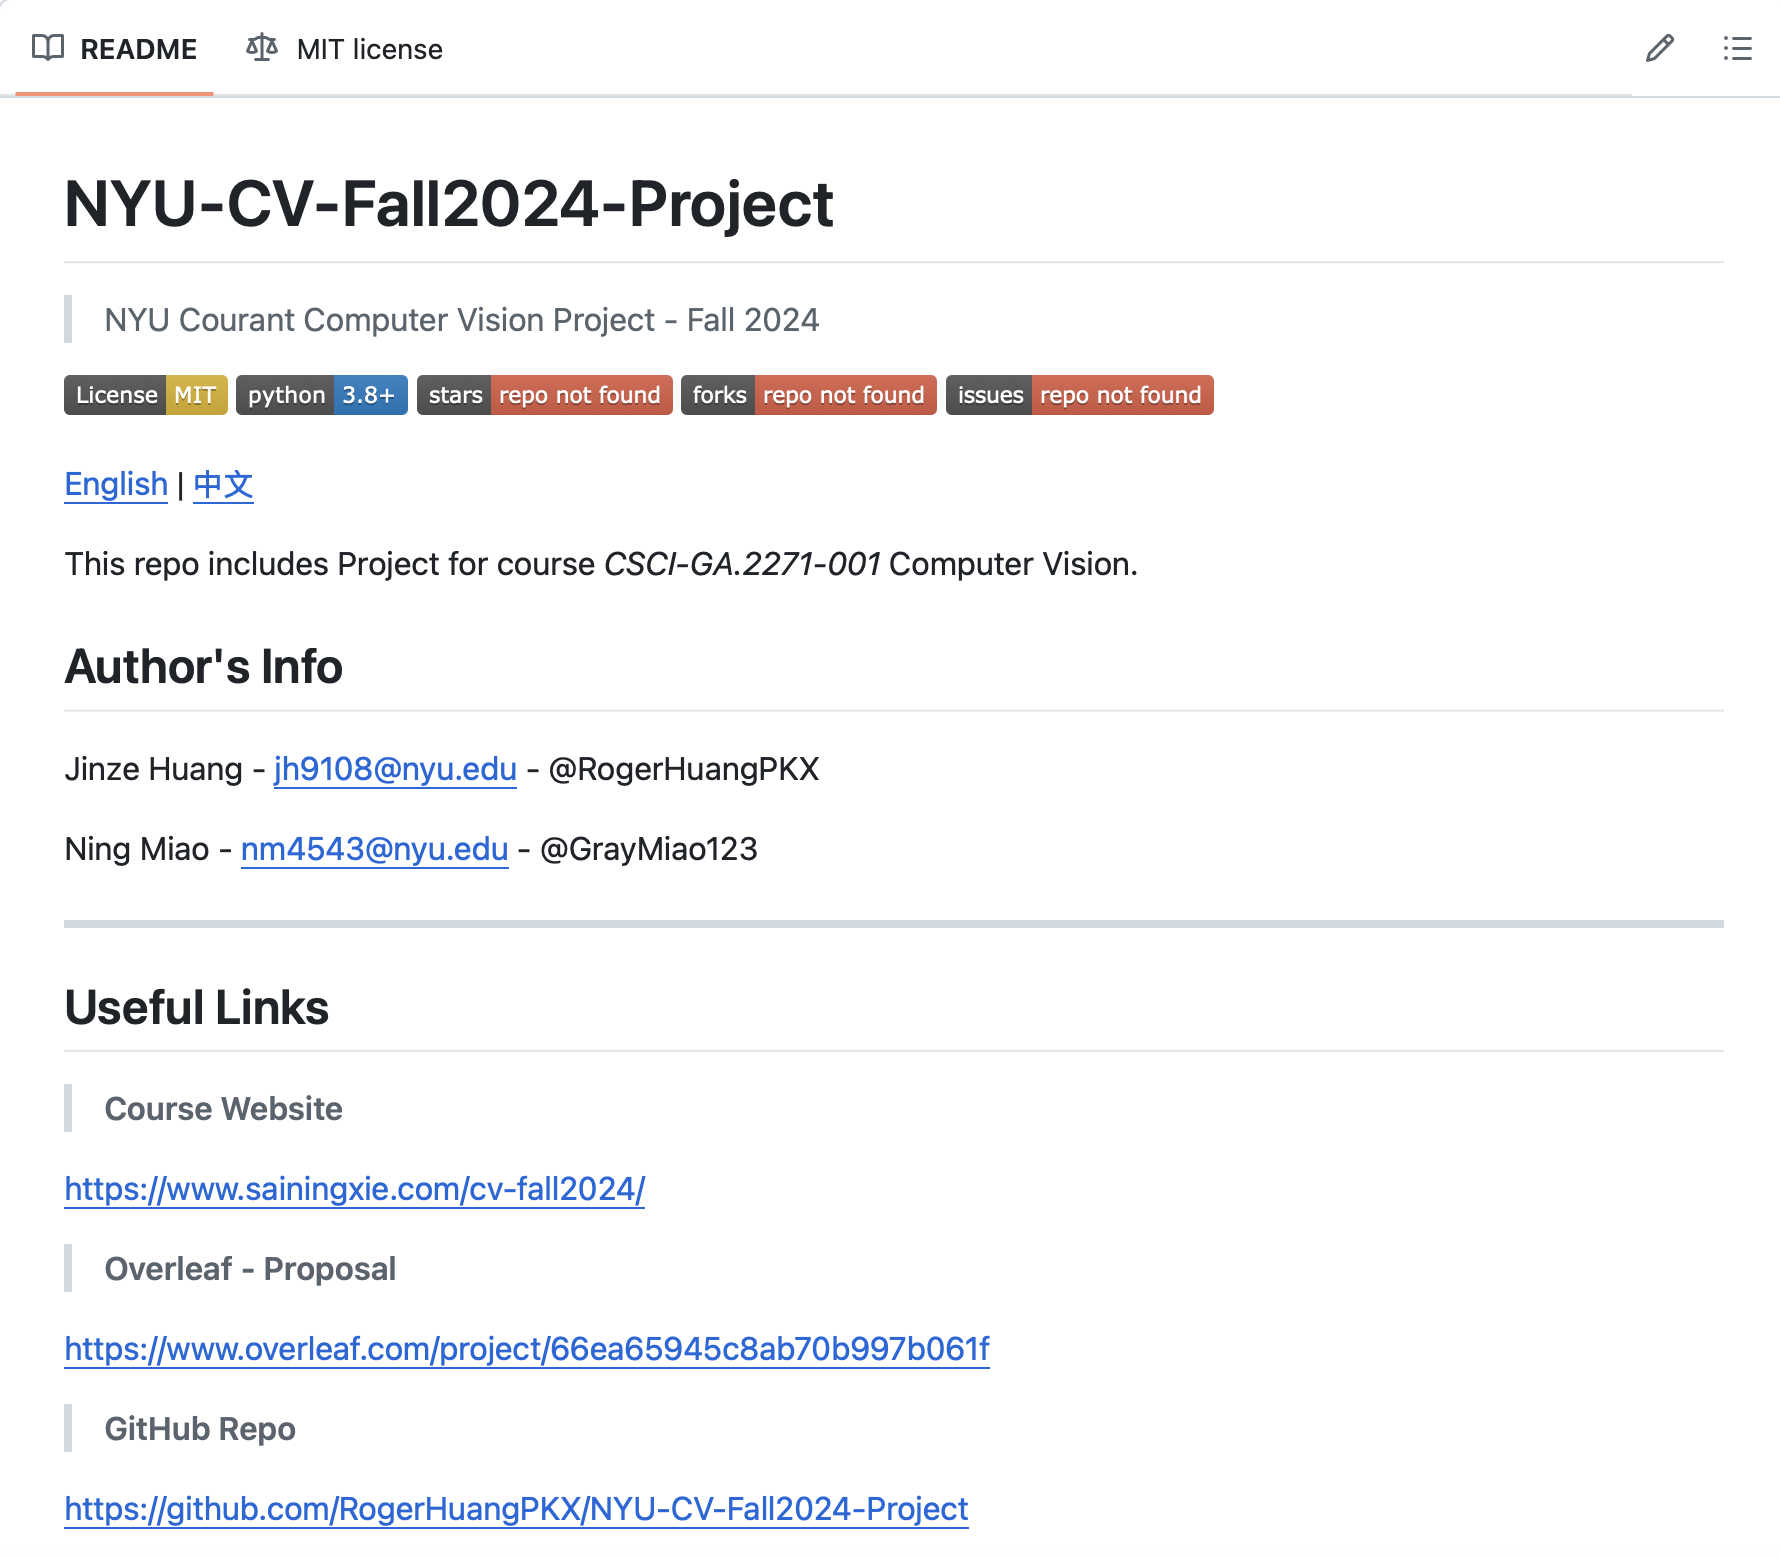 README MIT license
NYU-CV-Fall2024-Project
NYU Courant Computer Vision Project - Fall 2024
License MIT python 3.8+ stars repo not found forks repo not found issues repo not found
English | 中文
This repo includes Project for course CSCI-GA.2271-001 Computer Vision.
Author's Info
Jinze Huang - jh9108@nyu.edu - @RogerHuangPKX
Ning Miao - nm4543@nyu.edu - @GrayMiao123
Useful Links
Course Website
https://www.sainingxie.com/cv-fall2024/
Overleaf - Proposal
https://www.overleaf.com/project/66ea65945c8ab70b997b061f
GitHub Repo
https://github.com/RogerHuangPKX/NYU-CV-Fall2024-Project